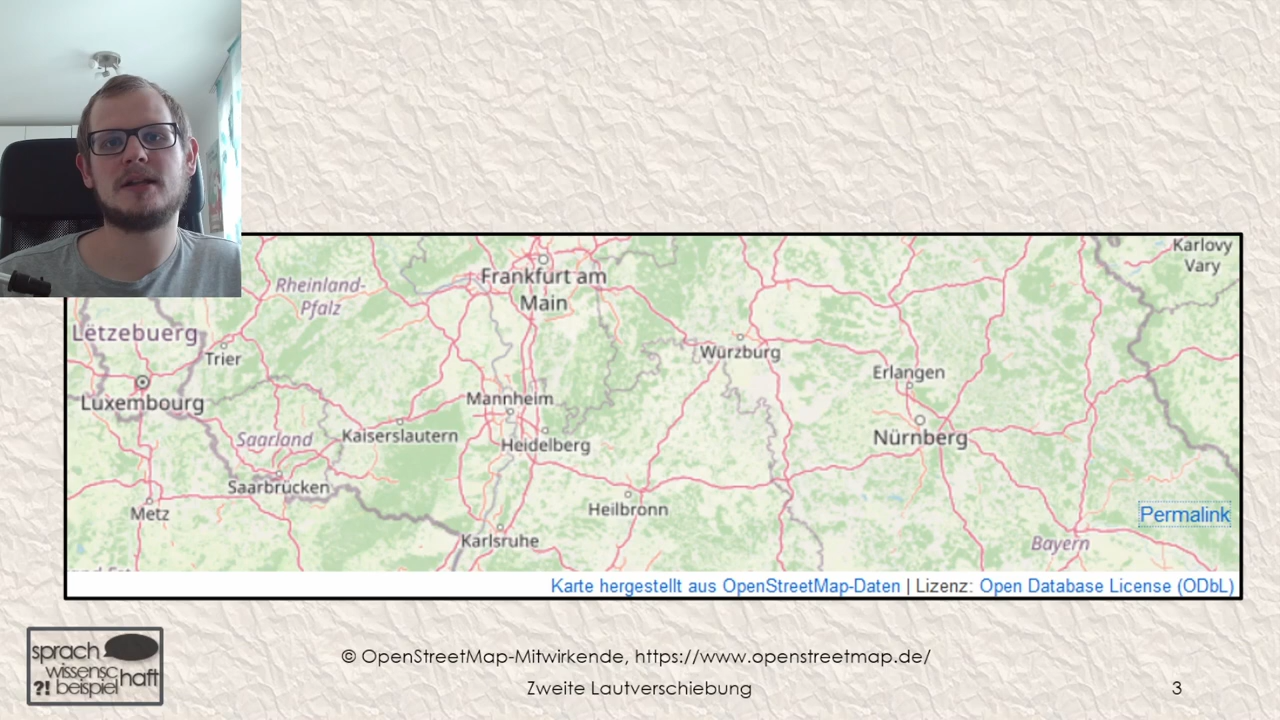 Karlovy
Vary
Frankfurt am
Main
Rheinland-
Pfalz
Lëtzebuerg
Trier
Würzburg
Erlangen
Luxembourg
Mannheim
Kaiserslautern
Saarland
Heidelberg
Nürnberg
Saarbrücken
Metz
Heilbronn
Permalink
Karlsruhe
Bayern
Karte hergestellt aus OpenStreetMap-Daten | Lizenz: Open Database License (ODbL)
sprach
wissensc
haft
?! beispiel
© OpenStreetMap-Mitwirkende, https://www.openstreetmap.de/
Zweite Lautverschiebung
3